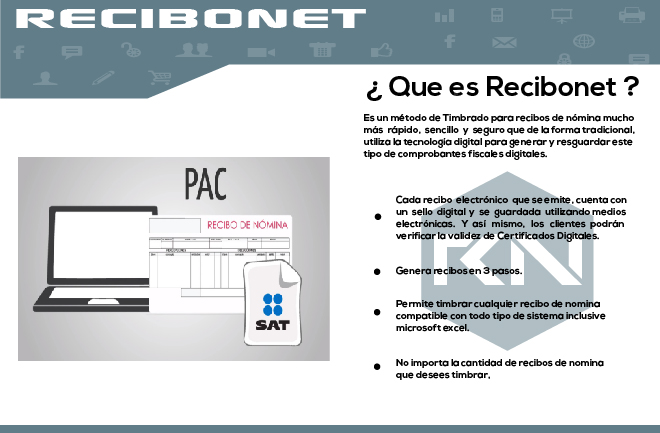 RECIBONET
¿ Que es Recibonet ?
Es un método de Timbrado para recibos de nómina mucho
más rápido, sencillo y seguro que de la forma tradicional,
utiliza la tecnología digital para generar y resguardar este
tipo de comprobantes fiscales digitales.
PAC
RECIBO DE NÓMINA
SAT
KN
Cada recibo electrónico que se emite, cuenta con
un sello digital y se guardada utilizando medios
electrónicas. Y así mismo, los clientes podrán
verificar la validez de Certificados Digitales.
Genera recibos en 3 pasos.
Permite timbrar cualquier recibo de nomina
compatible con todo tipo de sistema inclusive
microsoft excel.
No importa la cantidad de recibos de nomina
que desees timbrar,